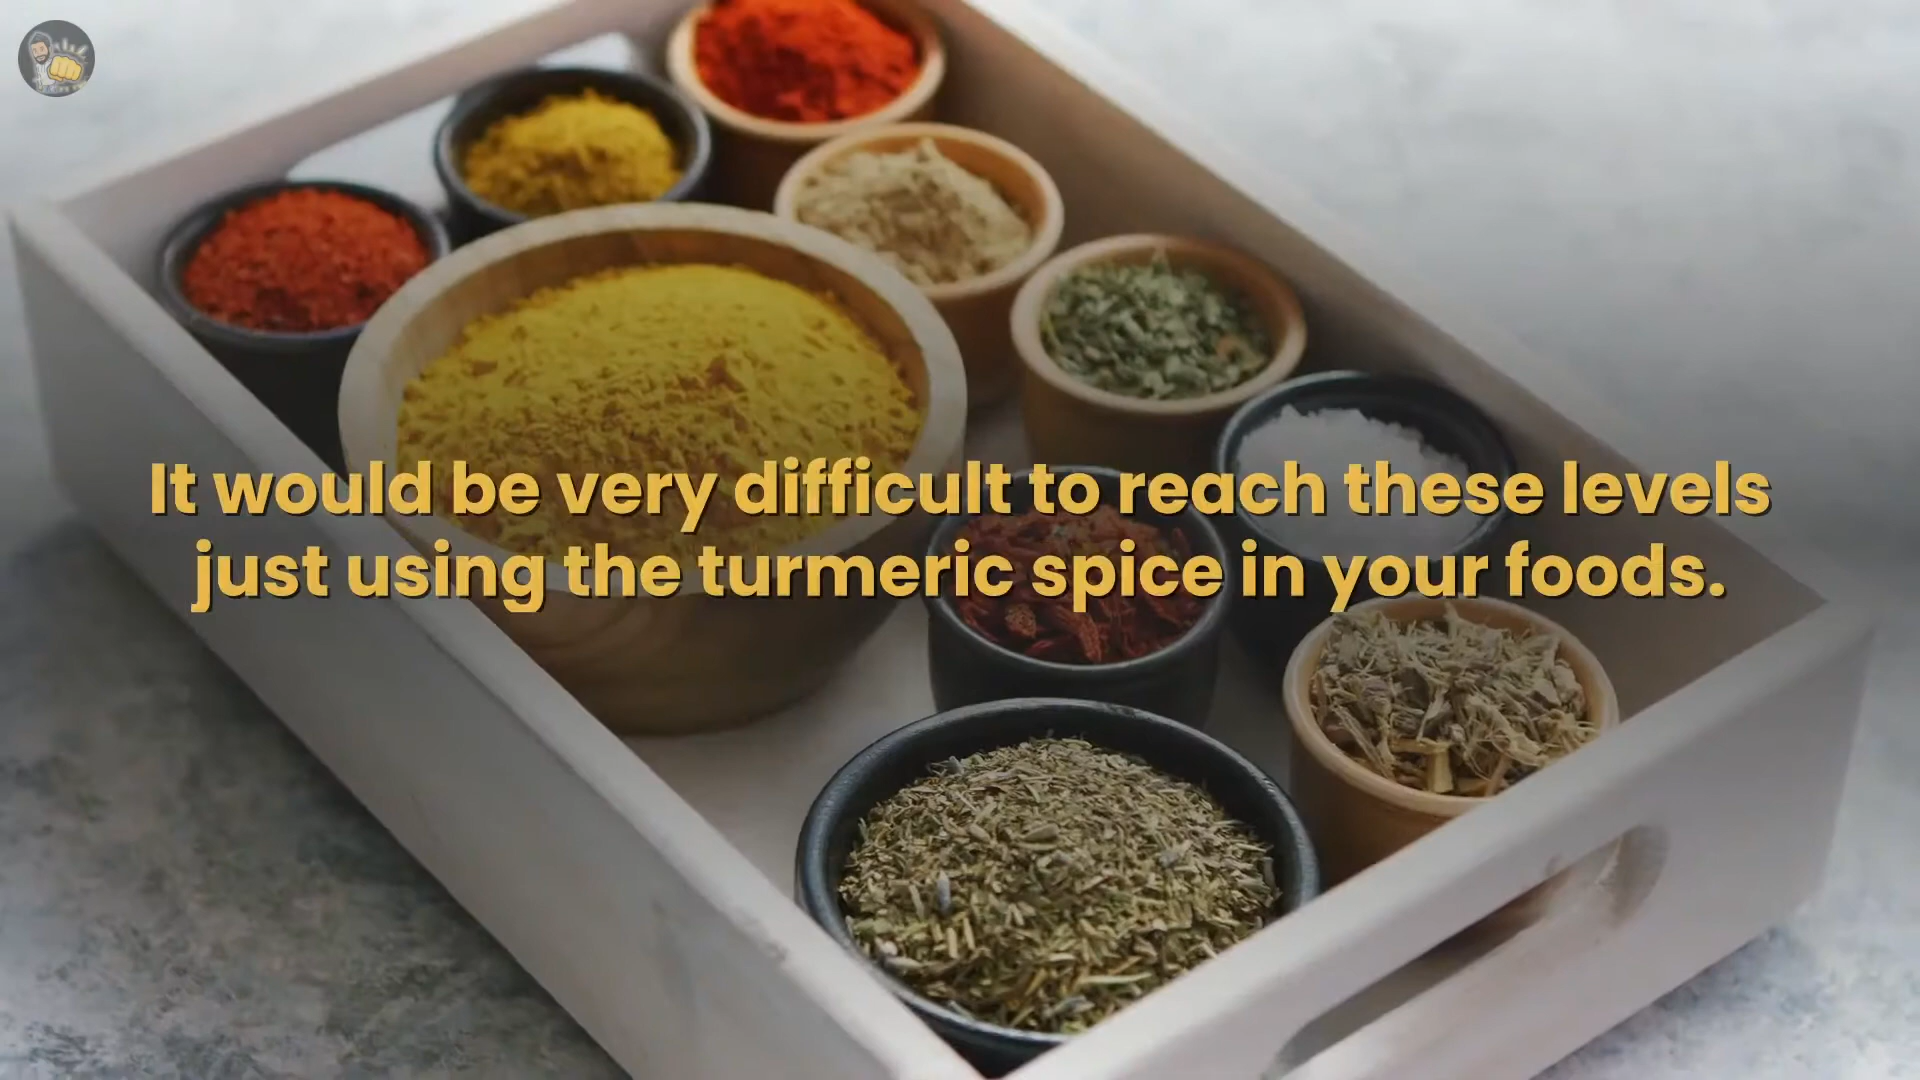 It would be very difficult to reach these levels
just using the turmeric spice in your foods.